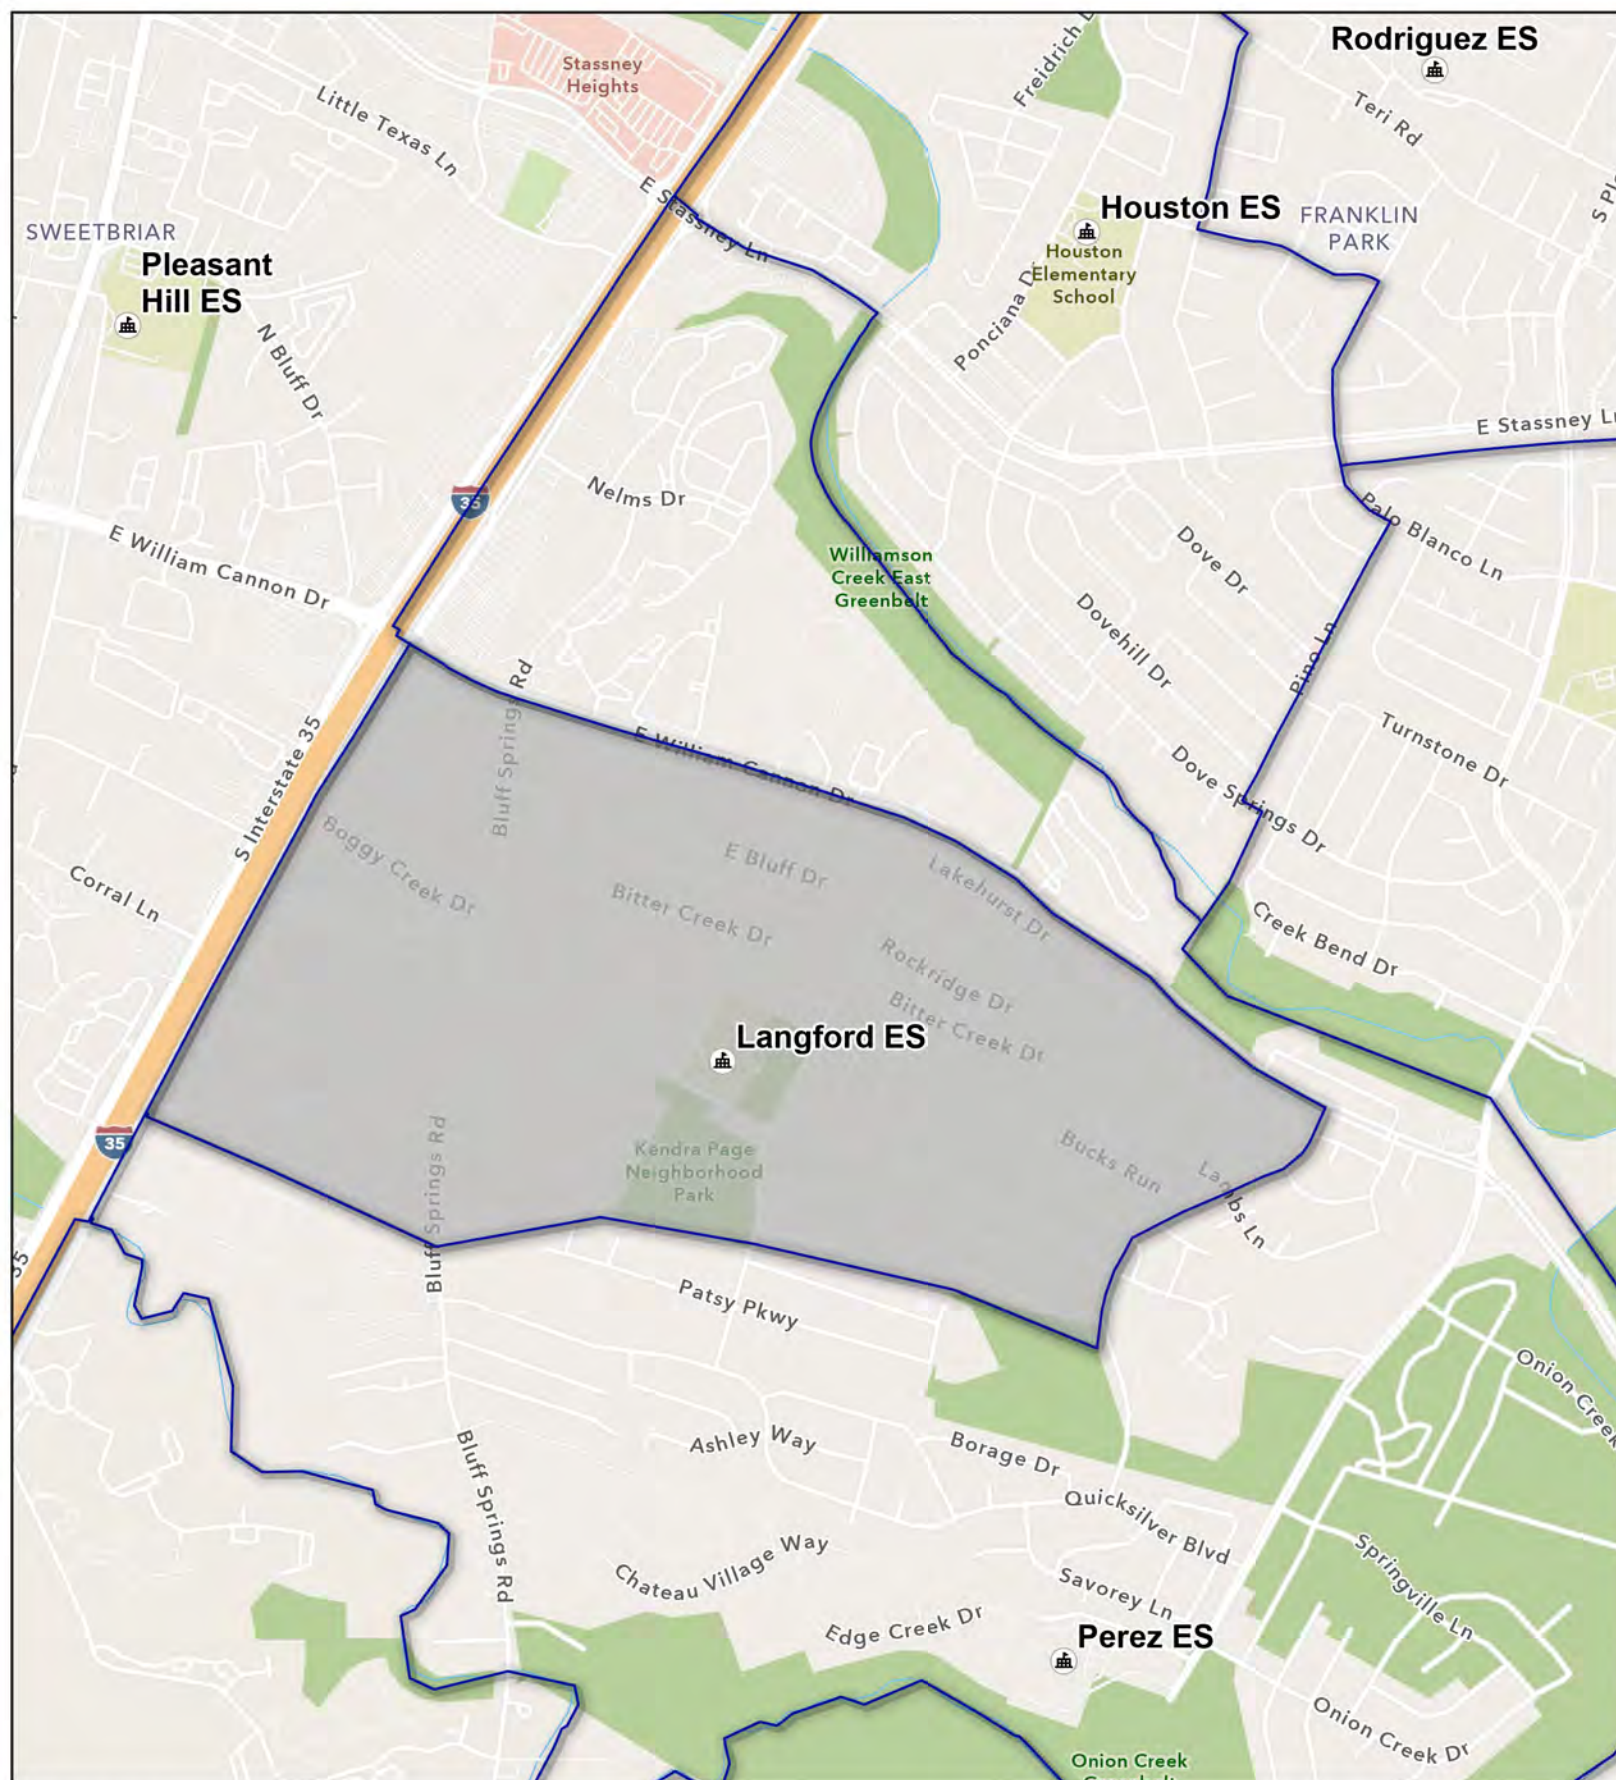 Rodriguez ES
Freidrich
Stassney
Heights
Little Texas Ln
Teri Rd
E Stassney Ln
Houston ES
FRANKLIN
PARK
SWEETBRIAR
Pleasant
Hill ES
Houston
Elementary
School
Ponciana Dr
N Bluff Dr
E Stassney Ln
35
Nelms Dr
Palo Blanco Ln
E William Cannon Dr
Williamson
Creek East
Greenbelt
Dove Dr
Dovehill Dr
Pino Ln
Bluff Springs Rd
S Interstate 35
E William Cannon Dr
Turnstone Dr
Dove Springs Dr
Boggy Creek Dr
E Bluff Dr
Lakehurst Dr
Corral Ln
Bitter Creek Dr
Creek Bend Dr
Rockridge Dr
Bitter Creek Dr
Langford ES
35
Kendra Page
Neighborhood
Park
Bucks Run
Lambs Ln
Bluff Springs Rd
35
Patsy Pkwy
Onion Creek
Ashley Way
Borage Dr
Bluff Springs Rd
Quicksilver Blvd
Chateau Village Way
Springville Ln
Savorey Ln
Edge Creek Dr
Perez ES
Onion Creek Dr
Onion Creek